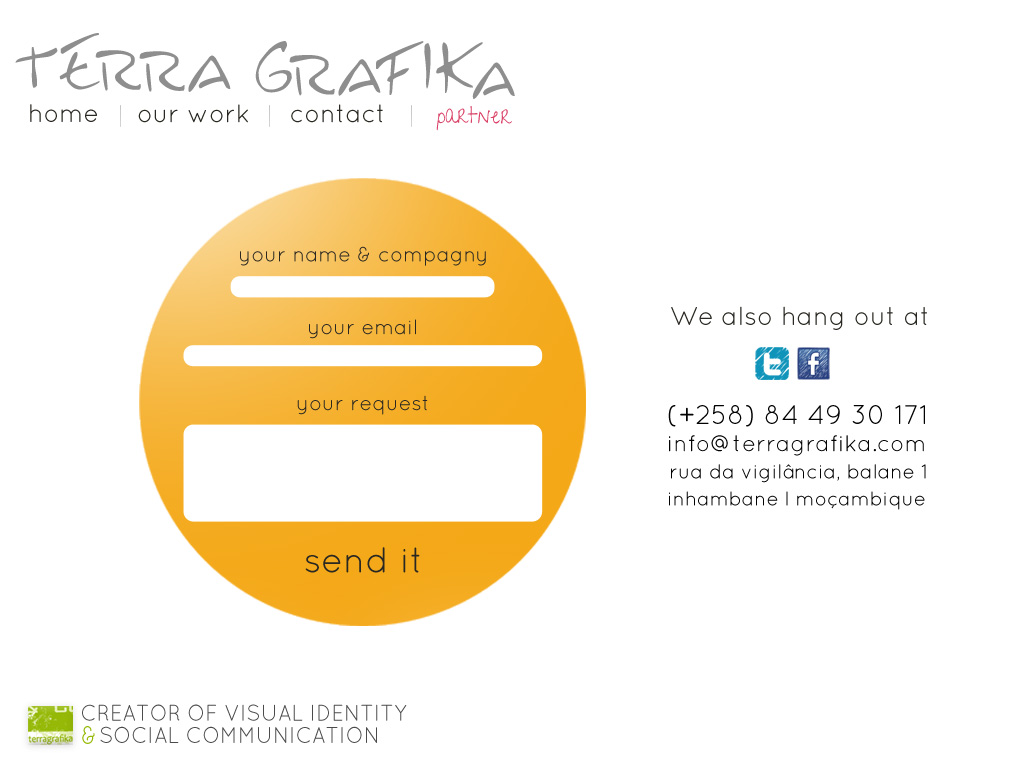 TERRA GRAFIKA
home | our work | contact | partner
your name & compagny
your email
your request
send it
We also hang out at
t f
(+258) 84 49 30 171
info@terragrafika.com
rua da vigilância, balane 1
inhambane | moçambique
terragrafika
CREATOR OF VISUAL IDENTITY
& SOCIAL COMMUNICATION